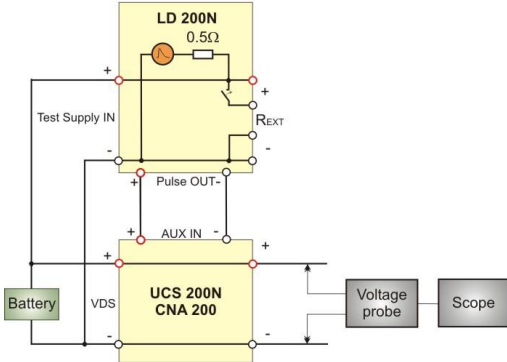 LD 200N
0.5Ω
+ +
+
Test Supply IN
REXT
- - -
+ Pulse OUT-
AUX IN
+ -
+ +
Battery
VDS
UCS 200N
CNA 200
Voltage
probe
Scope
- -